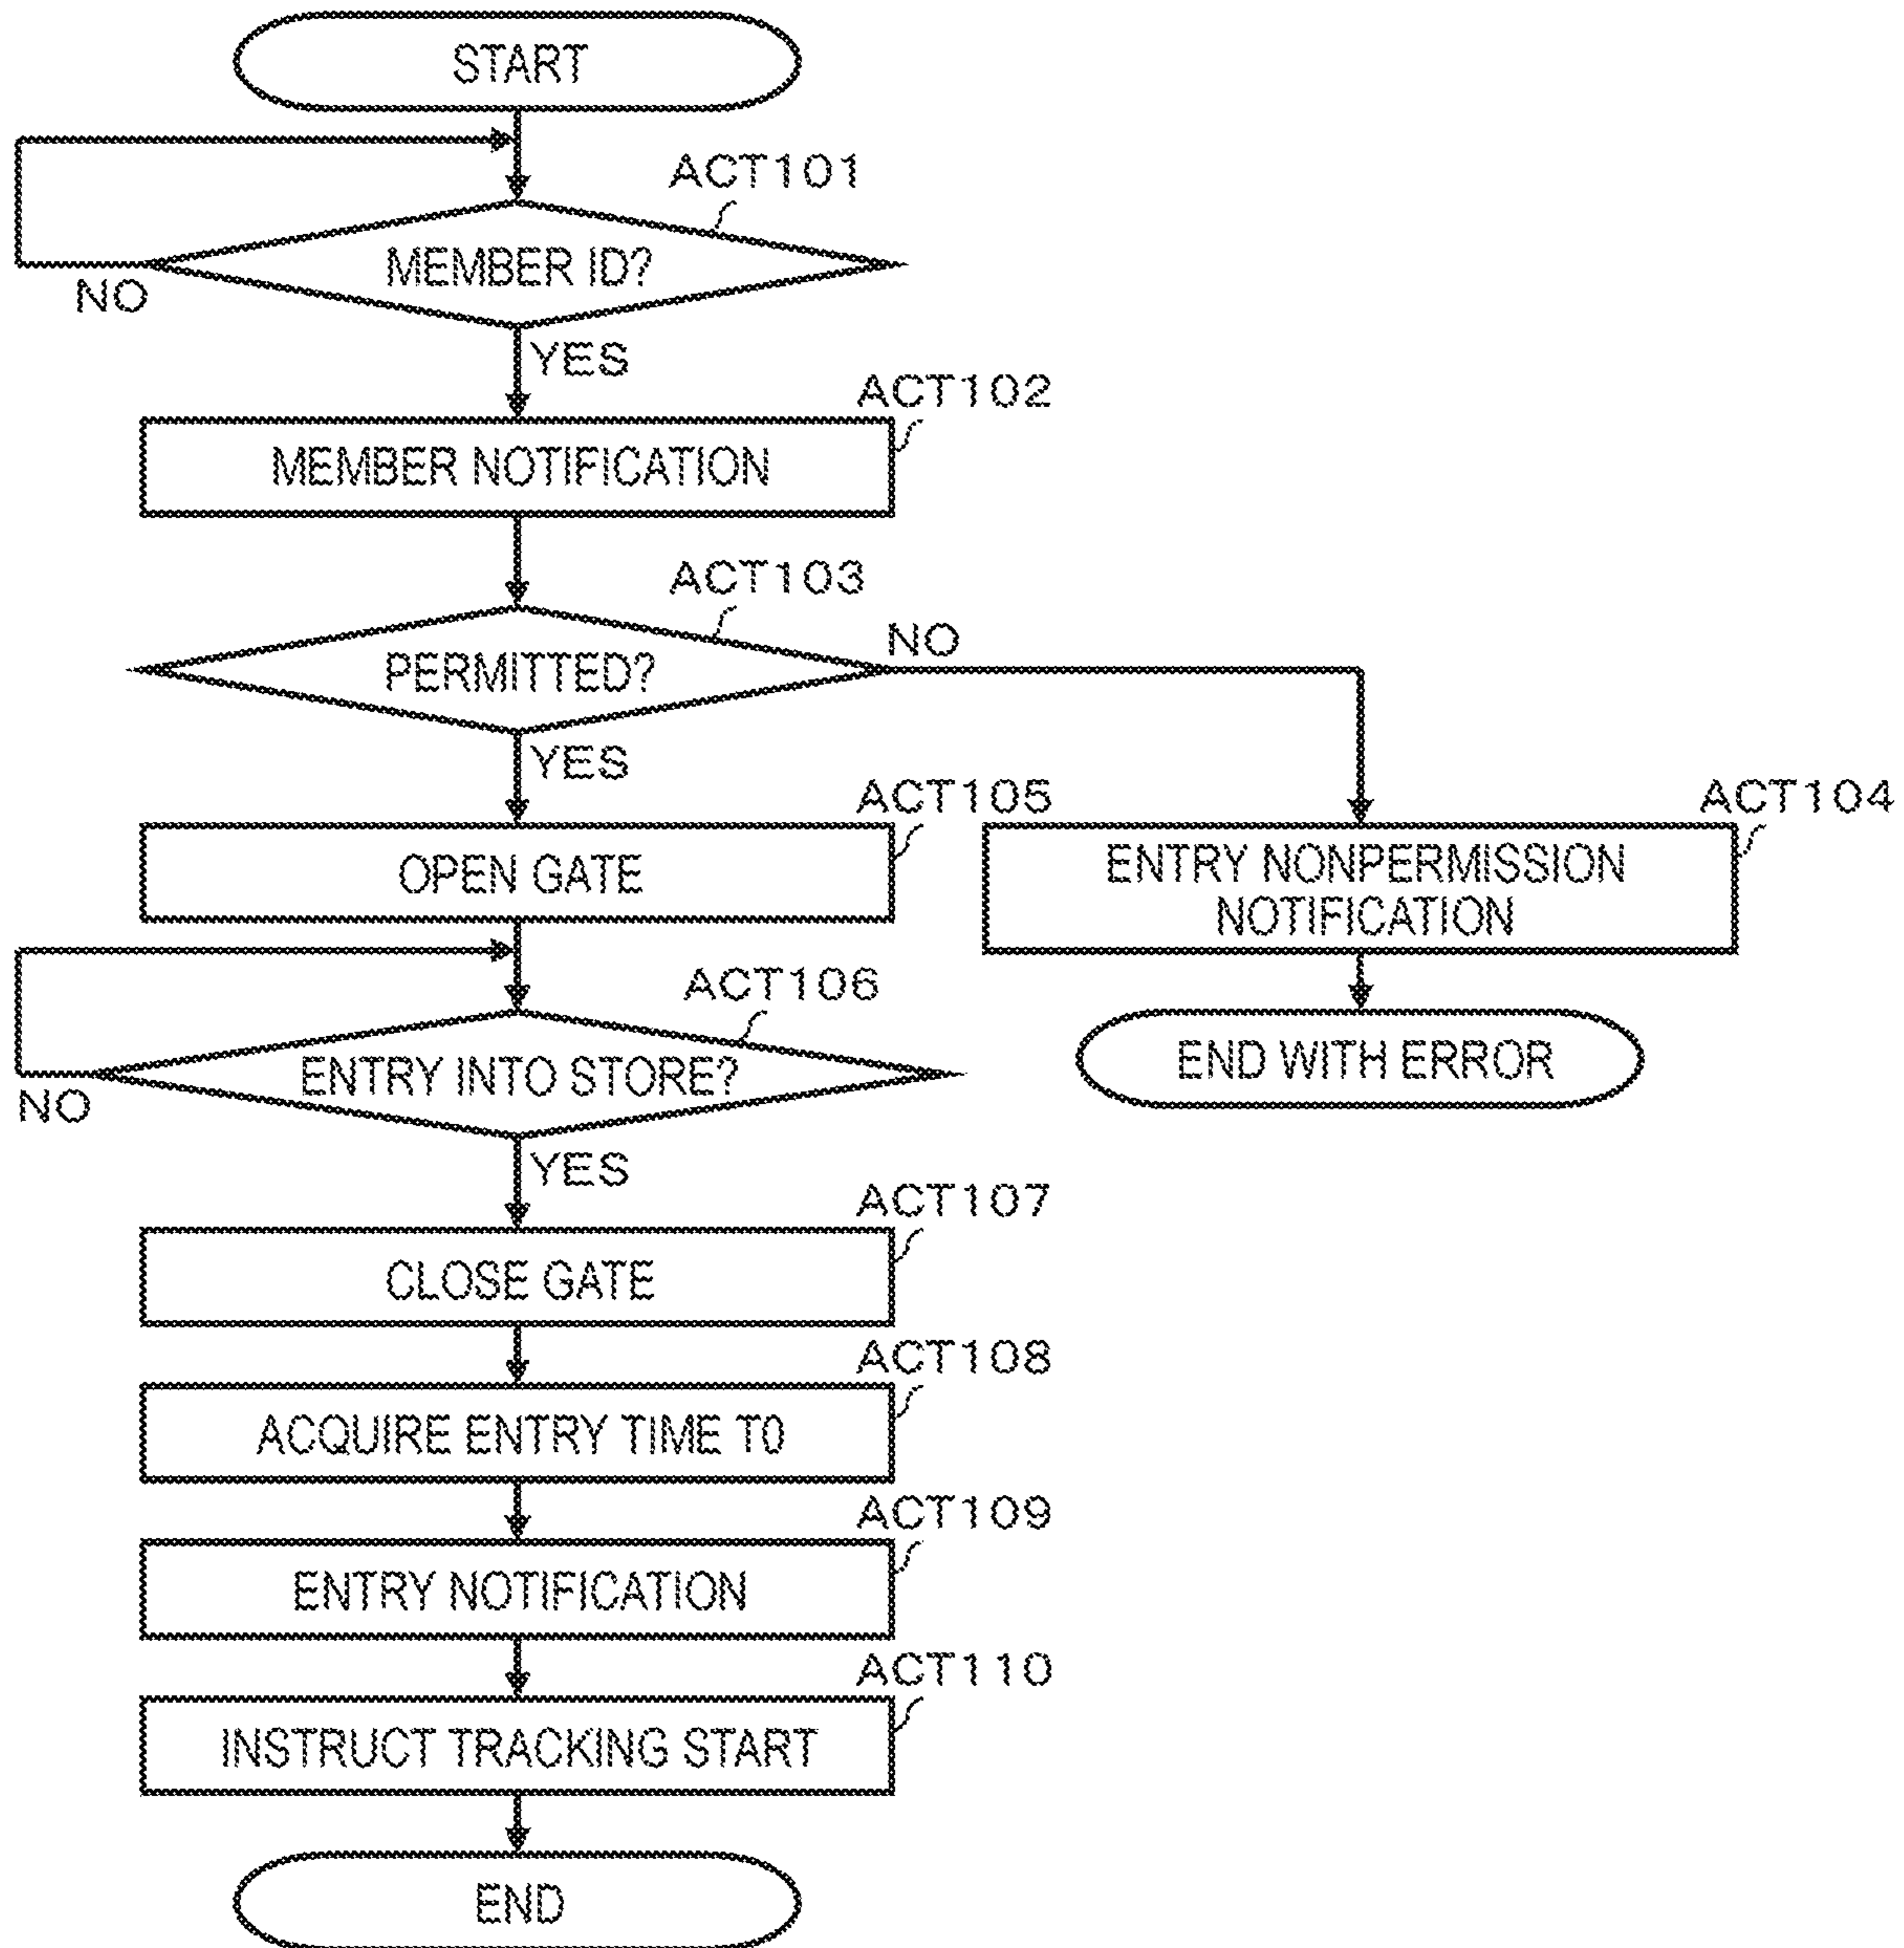 START
ACT101
MEMBER ID?
NO
YES
ACT102
MEMBER NOTIFICATION
ACT103
PERMITTED?
NO
YES
ACT105
OPEN GATE
ACT104
ENTRY NONPERMISSION
NOTIFICATION
END WITH ERROR
ACT106
ENTRY INTO STORE?
NO
YES
ACT107
CLOSE GATE
ACT108
ACQUIRE ENTRY TIME T0
ACT109
ENTRY NOTIFICATION
ACT110
INSTRUCT TRACKING START
END